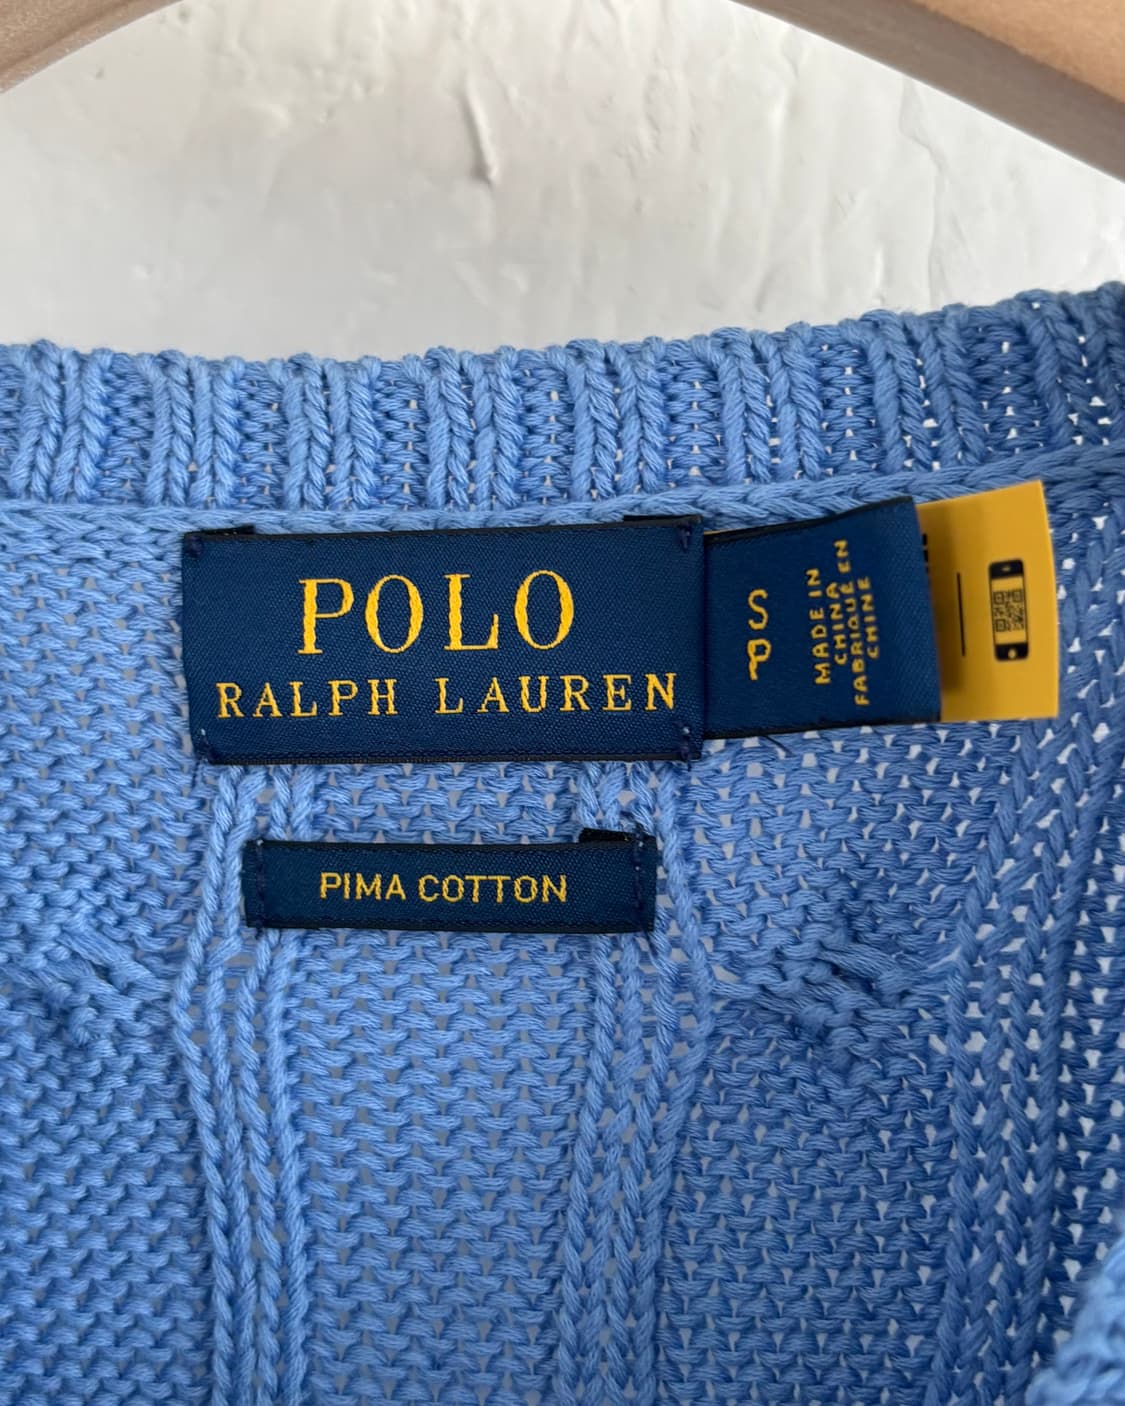 POLO
RALPH LAUREN
S
P
MADE IN
CHINA
FABRIQUÉ EN
CHINE
PIMA COTTON